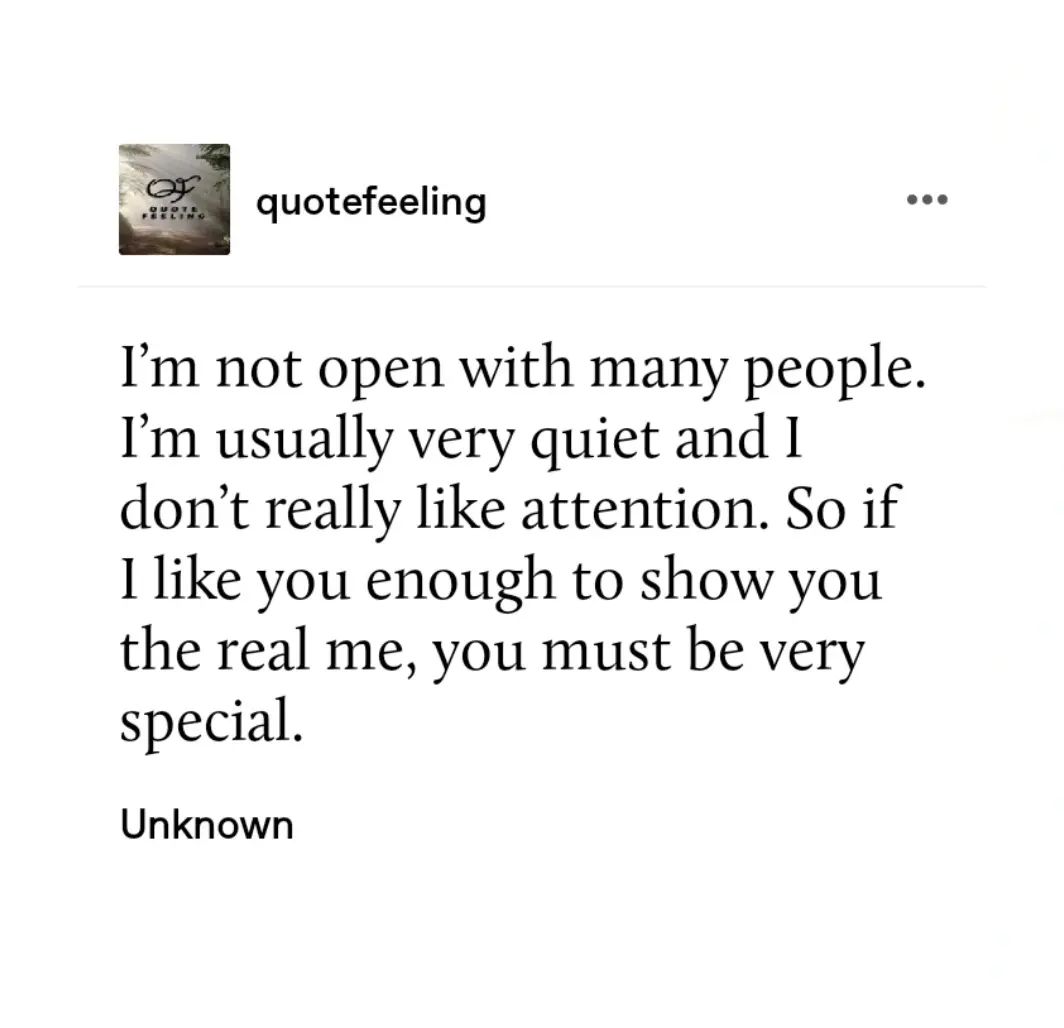 QUOTE
FEELING
quotefeeling
I’m not open with many people.
I’m usually very quiet and I
don’t really like attention. So if
I like you enough to show you
the real me, you must be very
special.
Unknown